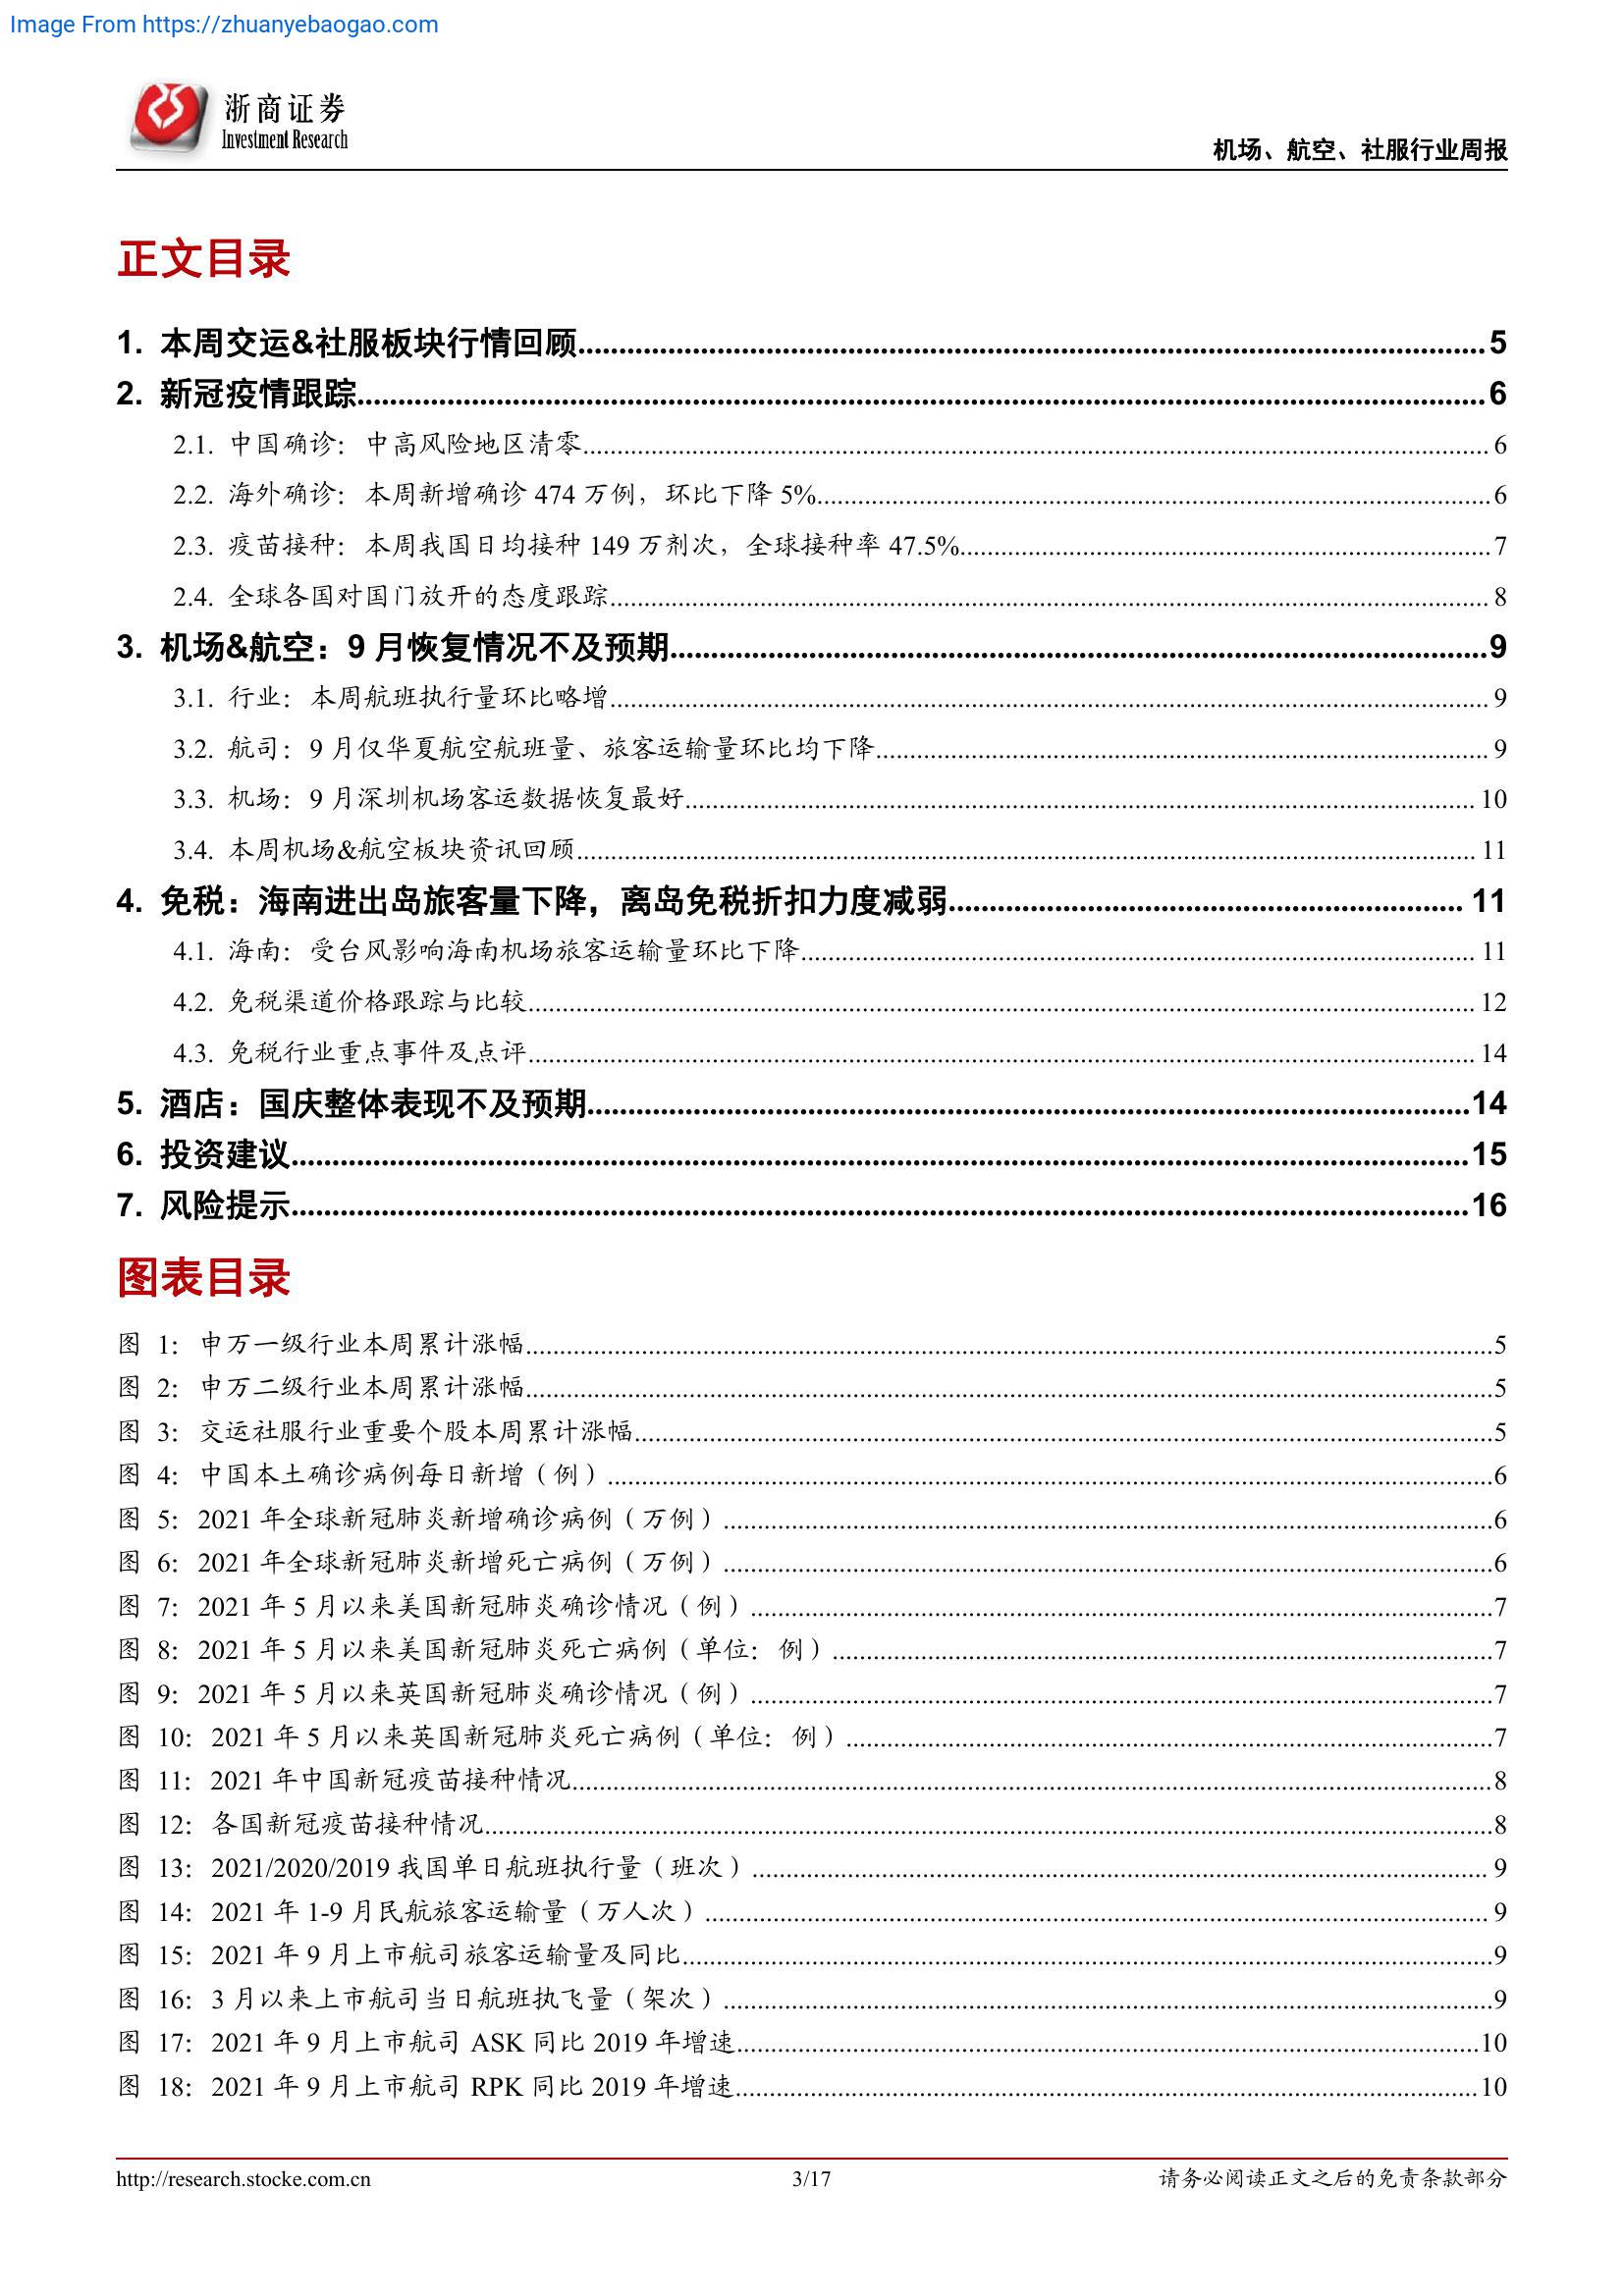 Image From https://zhuanyebaogao.com
浙商证券
Investment Research
机场、航空、社服行业周报
正文目录
1. 本周交运&社服板块行情回顾........5
2. 新冠疫情跟踪........6
2.1. 中国确诊：中高风险地区清零........6
2.2. 海外确诊：本周新增确诊 474 万例，环比下降 5%........6
2.3. 疫苗接种：本周我国日均接种 149 万剂次，全球接种率 47.5%........7
2.4. 全球各国对国门放开的态度跟踪........8
3. 机场&航空：9 月恢复情况不及预期........9
3.1. 行业：本周航班执行量环比略增........9
3.2. 航司：9 月仅华夏航空航班量、旅客运输量环比均下降........9
3.3. 机场：9 月深圳机场客运数据恢复最好........10
3.4. 本周机场&航空板块资讯回顾........11
4. 免税：海南进出岛旅客量下降，离岛免税折扣力度减弱........11
4.1. 海南：受台风影响海南机场旅客运输量环比下降........11
4.2. 免税渠道价格跟踪与比较........12
4.3. 免税行业重点事件及点评........14
5. 酒店：国庆整体表现不及预期........14
6. 投资建议........15
7. 风险提示........16
图表目录
图 1：申万一级行业本周累计涨幅........5
图 2：申万二级行业本周累计涨幅........5
图 3：交运社服行业重要个股本周累计涨幅........5
图 4：中国本土确诊病例每日新增（例）........6
图 5：2021 年全球新冠肺炎新增确诊病例（万例）........6
图 6：2021 年全球新冠肺炎新增死亡病例（万例）........6
图 7：2021 年 5 月以来美国新冠肺炎确诊情况（例）........7
图 8：2021 年 5 月以来美国新冠肺炎死亡病例（单位：例）........7
图 9：2021 年 5 月以来英国新冠肺炎确诊情况（例）........7
图 10：2021 年 5 月以来英国新冠肺炎死亡病例（单位：例）........7
图 11：2021 年中国新冠疫苗接种情况........8
图 12：各国新冠疫苗接种情况........8
图 13：2021/2020/2019 我国单日航班执行量（班次）........9
图 14：2021 年 1-9 月民航旅客运输量（万人次）........9
图 15：2021 年 9 月上市航司旅客运输量及同比........9
图 16：3 月以来上市航司当日航班执飞量（架次）........9
图 17：2021 年 9 月上市航司 ASK 同比 2019 年增速........10
图 18：2021 年 9 月上市航司 RPK 同比 2019 年增速........10
http://research.stocke.com.cn
3/17
请务必阅读正文之后的免责条款部分